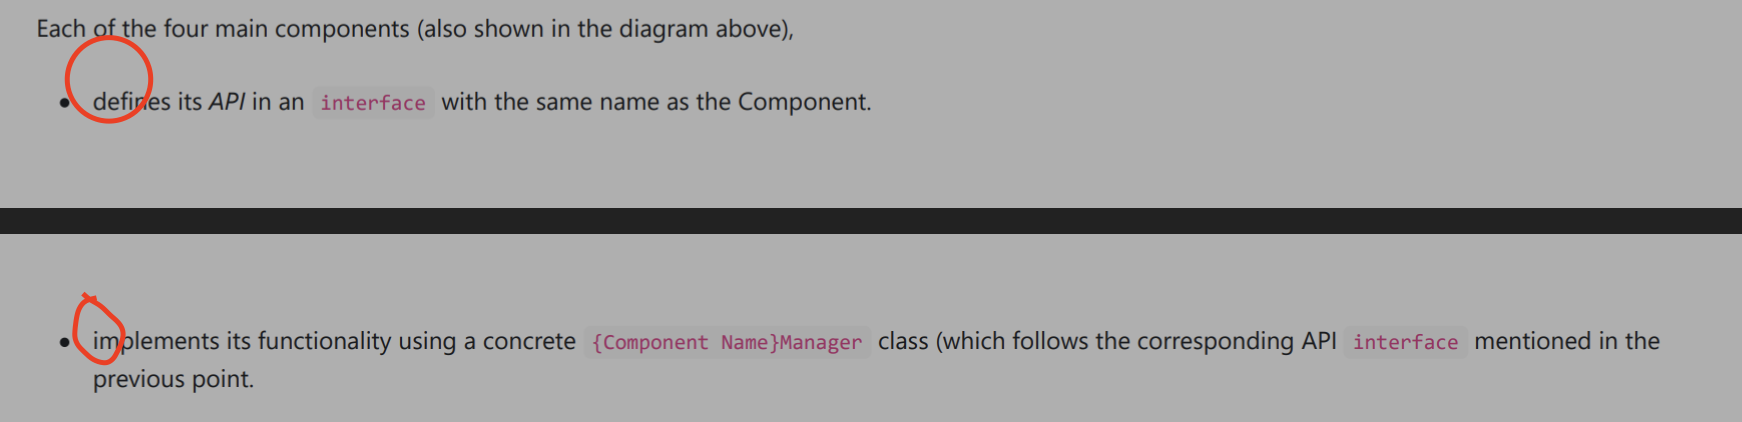 Each of the four main components (also shown in the diagram above),
• defines its API in an interface with the same name as the Component.
• implements its functionality using a concrete {Component Name}Manager class (which follows the corresponding API interface mentioned in the
previous point.